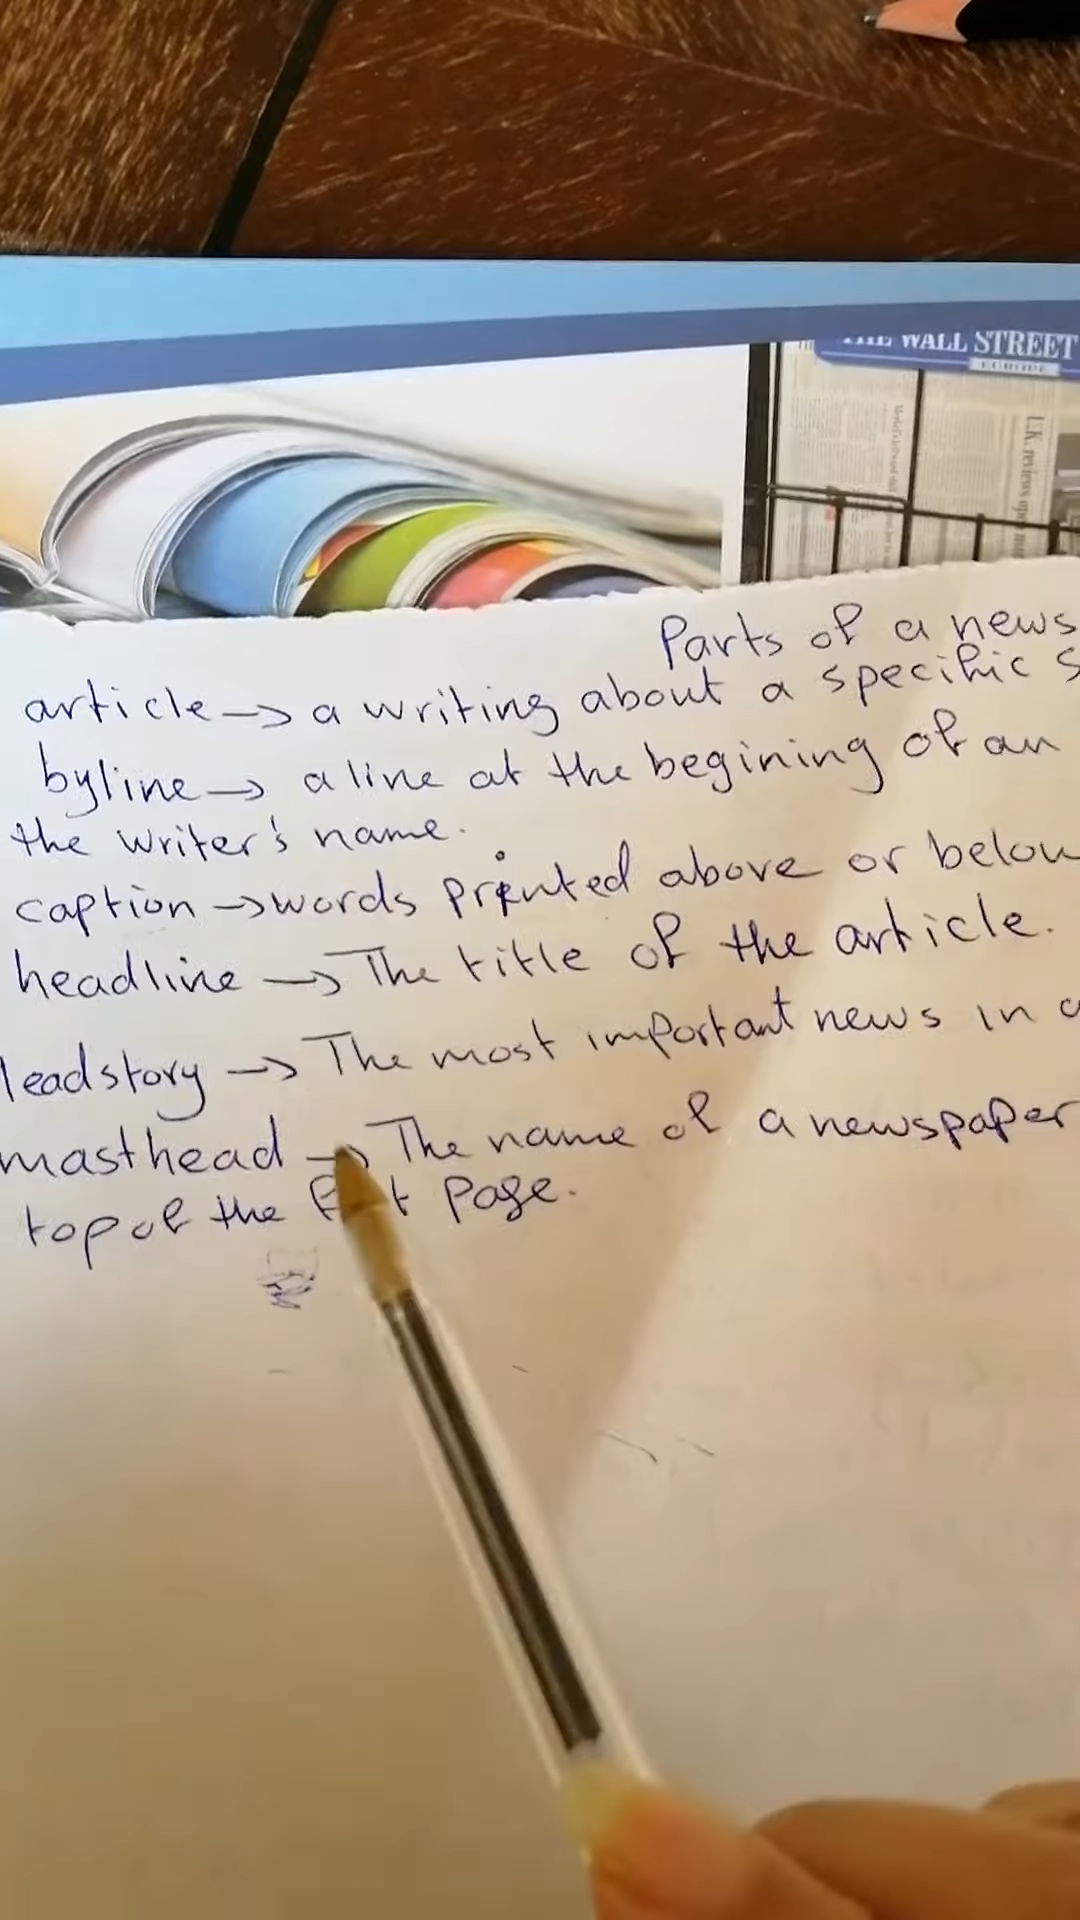 THE WALL STREET
EUROPE
U.K. reviews
Parts of a news
article → a writing about a specific s
byline → a line at the begining of an
the writer's name.
caption → words printed above or below
headline → The title of the article.
leadstory → The most important news in a
masthead → The name of a newspaper
top of the page.